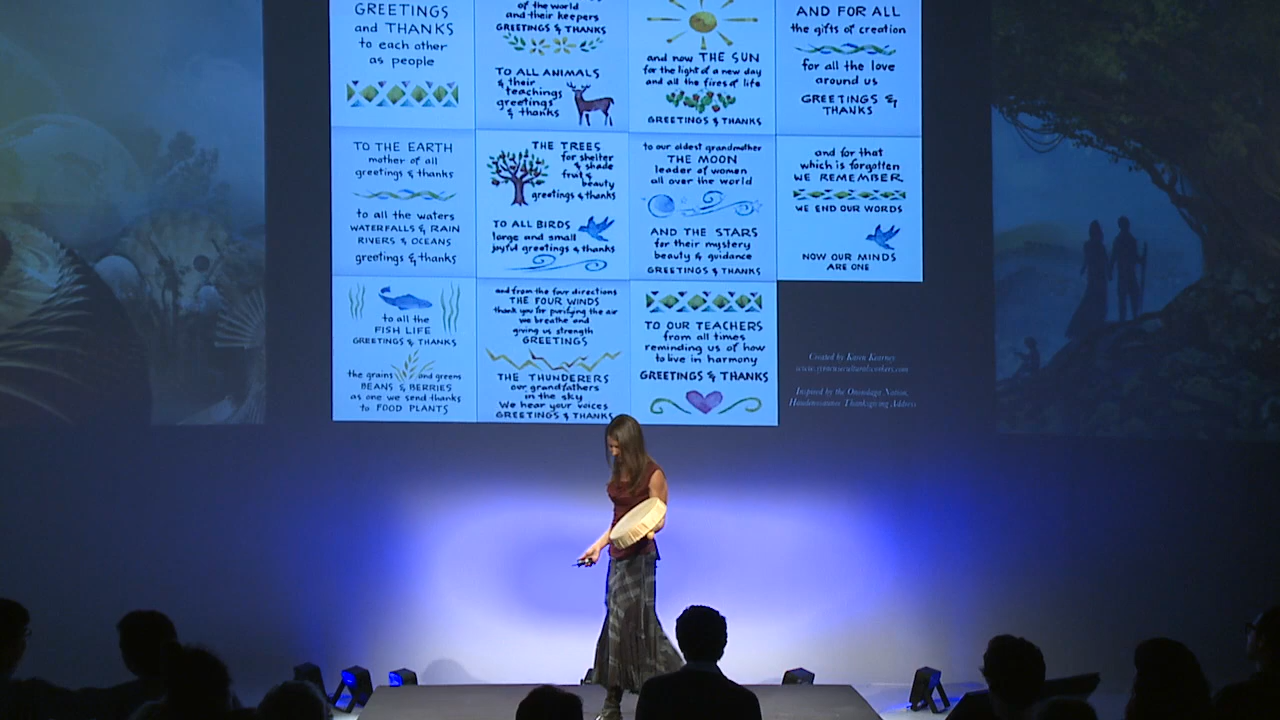 GREETINGS
and THANKS
to each other
as people
TO THE EARTH
mother of all
greetings & thanks
to all the waters
WATERFALLS & RAIN
RIVERS & OCEANS
greetings & thanks
to all the
FISH LIFE
GREETINGS & THANKS
the grains and greens
BEANS & BERRIES
as one we send thanks
to FOOD PLANTS
of the world
and their keepers
GREETINGS & THANKS
TO ALL ANIMALS
& their
teachings
greetings
& thanks
THE TREES
for shelter
& shade
fruit &
beauty
greetings & thanks
TO ALL BIRDS
large and small
joyful greetings & thanks
and from the four directions
THE FOUR WINDS
thank you for purifying the air
we breathe and
giving us strength
GREETINGS
THE THUNDERERS
our grandfathers
in the sky
We hear your voices
GREETINGS & THANKS
and now THE SUN
for the light of a new day
and all the fires of life
GREETINGS & THANKS
to our oldest grandmother
THE MOON
leader of women
all over the world
AND THE STARS
for their mystery
beauty & guidance
GREETINGS & THANKS
TO OUR TEACHERS
from all times
reminding us of how
to live in harmony
GREETINGS & THANKS
AND FOR ALL
the gifts of creation
for all the love
around us
GREETINGS &
THANKS
and for that
which is forgotten
WE REMEMBER
WE END OUR WORDS
NOW OUR MINDS
ARE ONE
Created by Karen Kearney
Inspired by the Onondaga Nation,
Haudenosaunee Thanksgiving Address